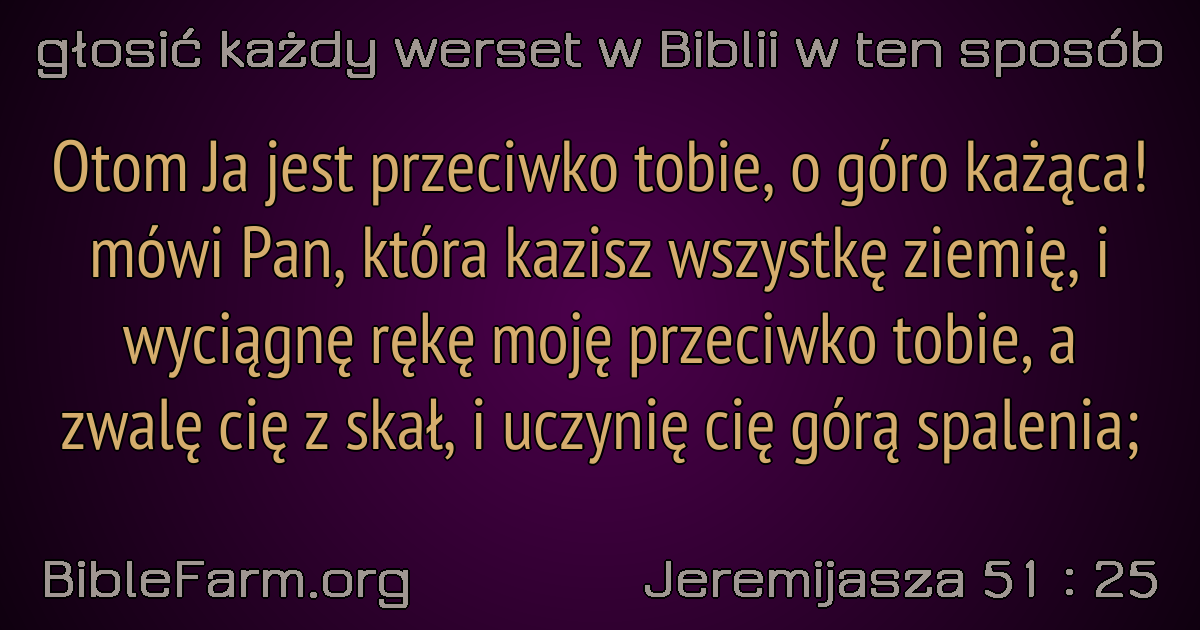 głosić każdy werset w Biblii w ten sposób
Otom Ja jest przeciwko tobie, o góro każąca!
mówi Pan, która kazisz wszystkę ziemię, i
wyciągnę rękę moję przeciwko tobie, a
zwalę cię z skał, i uczynię cię górą spalenia;
BibleFarm.org
Jeremijasza 51 : 25